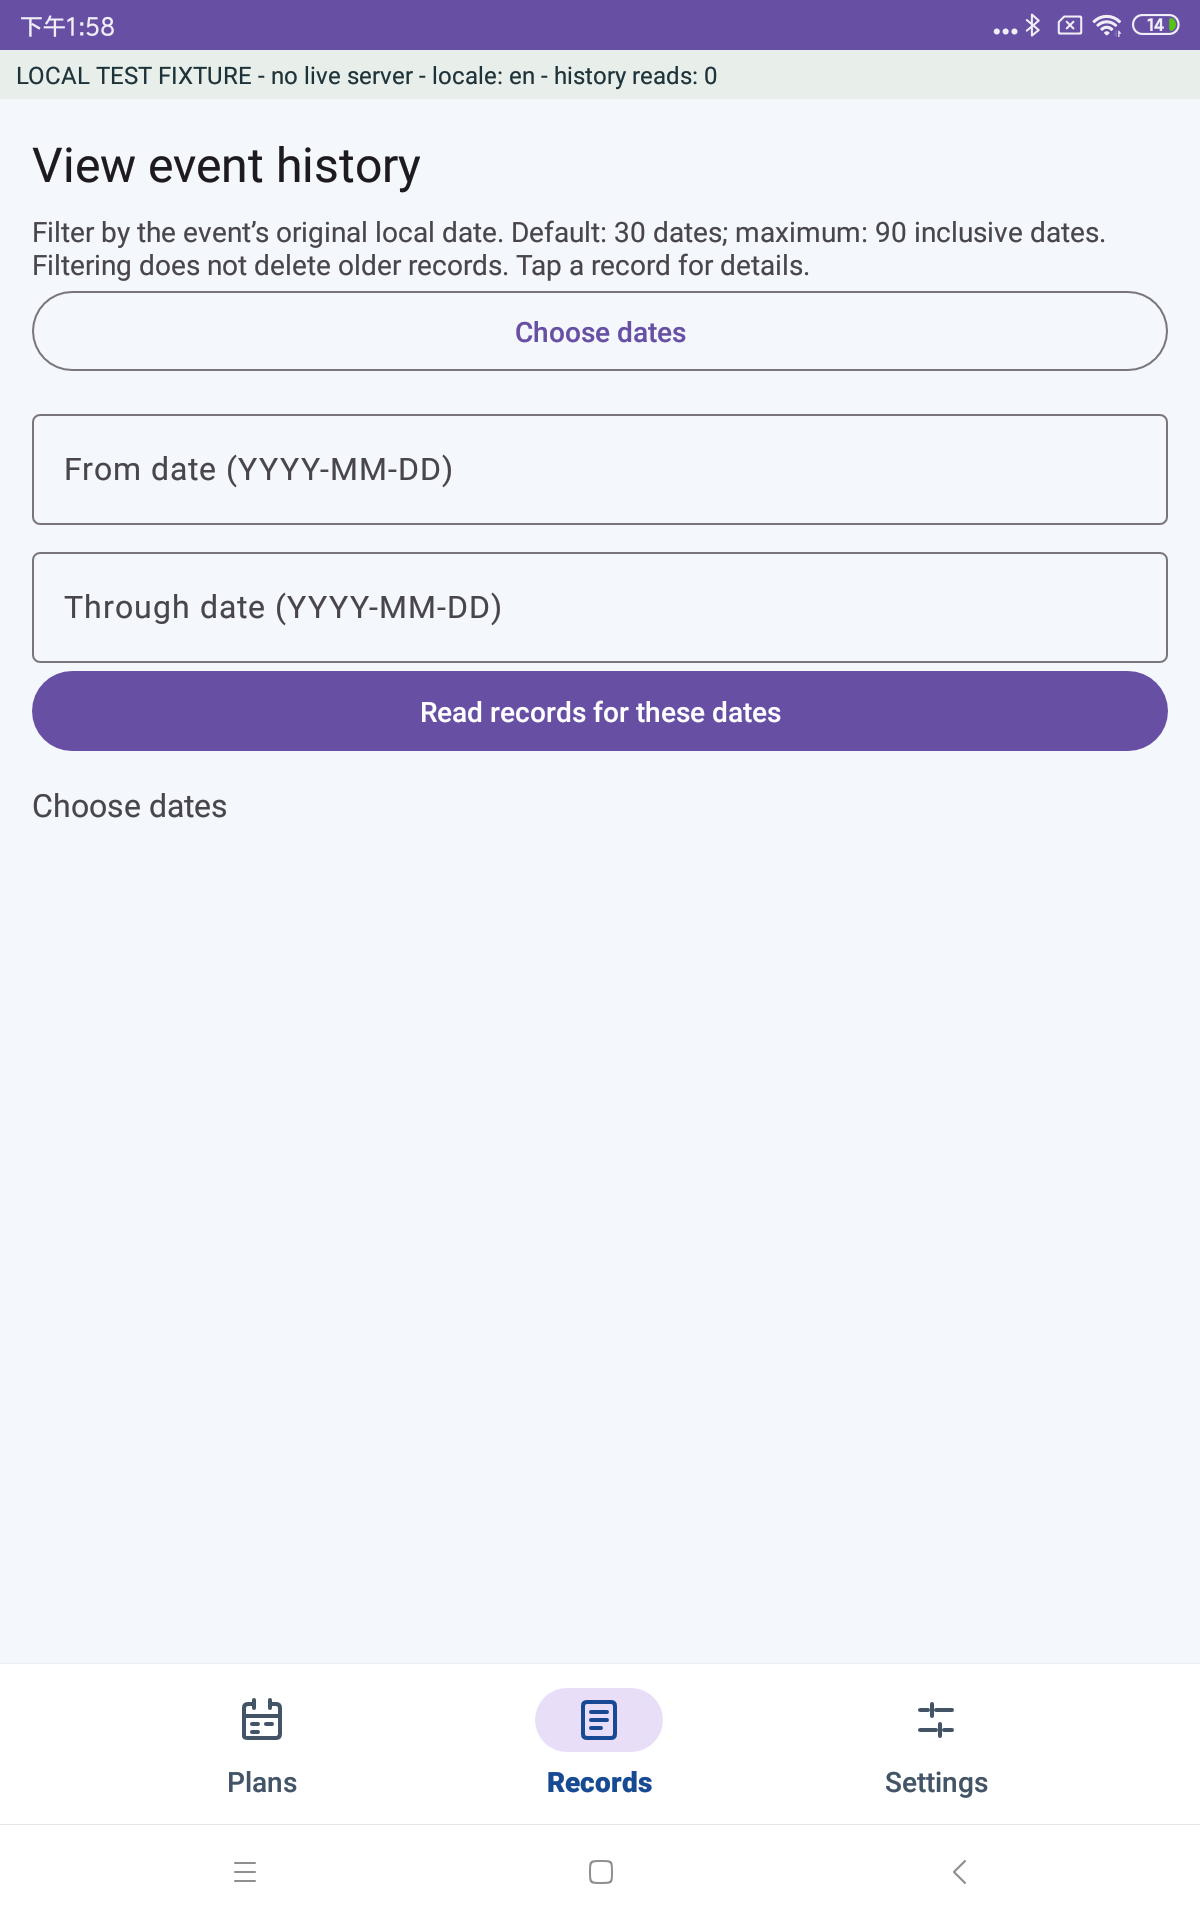 下午1:58
14
LOCAL TEST FIXTURE - no live server - locale: en - history reads: 0
View event history
Filter by the event’s original local date. Default: 30 dates; maximum: 90 inclusive dates.
Filtering does not delete older records. Tap a record for details.
Choose dates
From date (YYYY-MM-DD)
Through date (YYYY-MM-DD)
Read records for these dates
Choose dates
Plans
Records
Settings